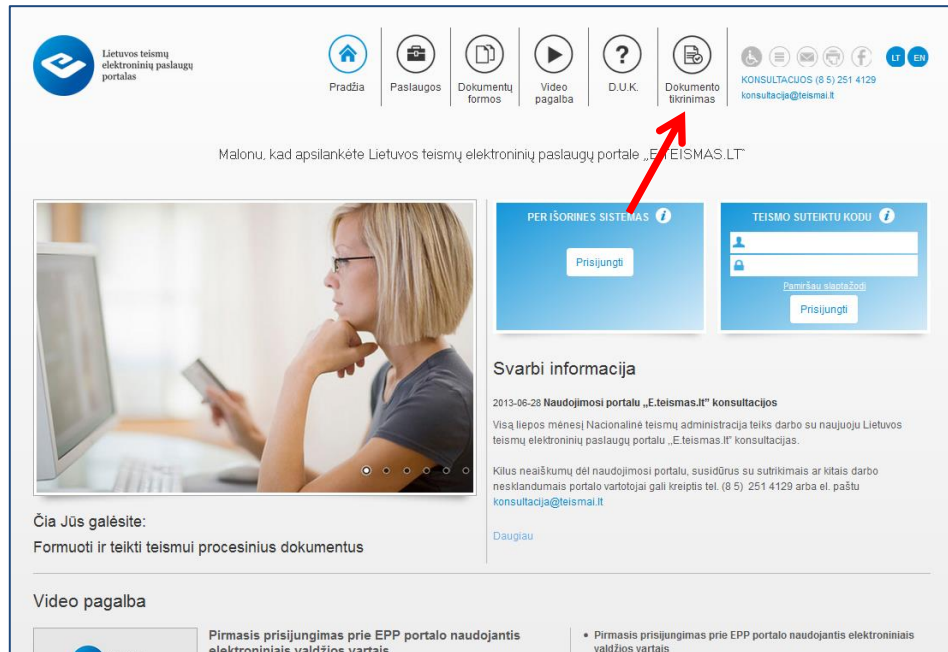 Lietuvos teismų
elektroninių paslaugų
portalas
Pradžia
Paslaugos
Dokumentų
formos
Video
pagalba
?
D.U.K.
Dokumento
tikrinimas
LT EN
KONSULTACIJOS (8 5) 251 4129
konsultacija@teismai.lt
Malonu, kad apsilankėte Lietuvos teismų elektroninių paslaugų portale „E.TEISMAS.LT“
PER IŠORINES SISTEMAS i
Prisijungti
TEISMO SUTEIKTU KODU i
Pamiršau slaptažodį
Prisijungti
Čia Jūs galėsite:
Formuoti ir teikti teismui procesinius dokumentus
Svarbi informacija
2013-06-28 Naudojimosi portalu „E.teismas.lt” konsultacijos
Visą liepos mėnesį Nacionalinė teismų administracija teiks darbo su naujuoju Lietuvos
teismų elektroninių paslaugų portalu „E.teismas.lt” konsultacijas.
Kilus neaiškumų dėl naudojimosi portalu, susidūrus su sutrikimais ar kitais darbo
nesklandumais portalo vartotojai gali kreiptis tel. (8 5) 251 4129 arba el. paštu
konsultacija@teismai.lt
Daugiau
Video pagalba
Pirmasis prisijungimas prie EPP portalo naudojantis
elektroniniais valdžios vartais
• Pirmasis prisijungimas prie EPP portalo naudojantis elektroniniais
valdžios vartais